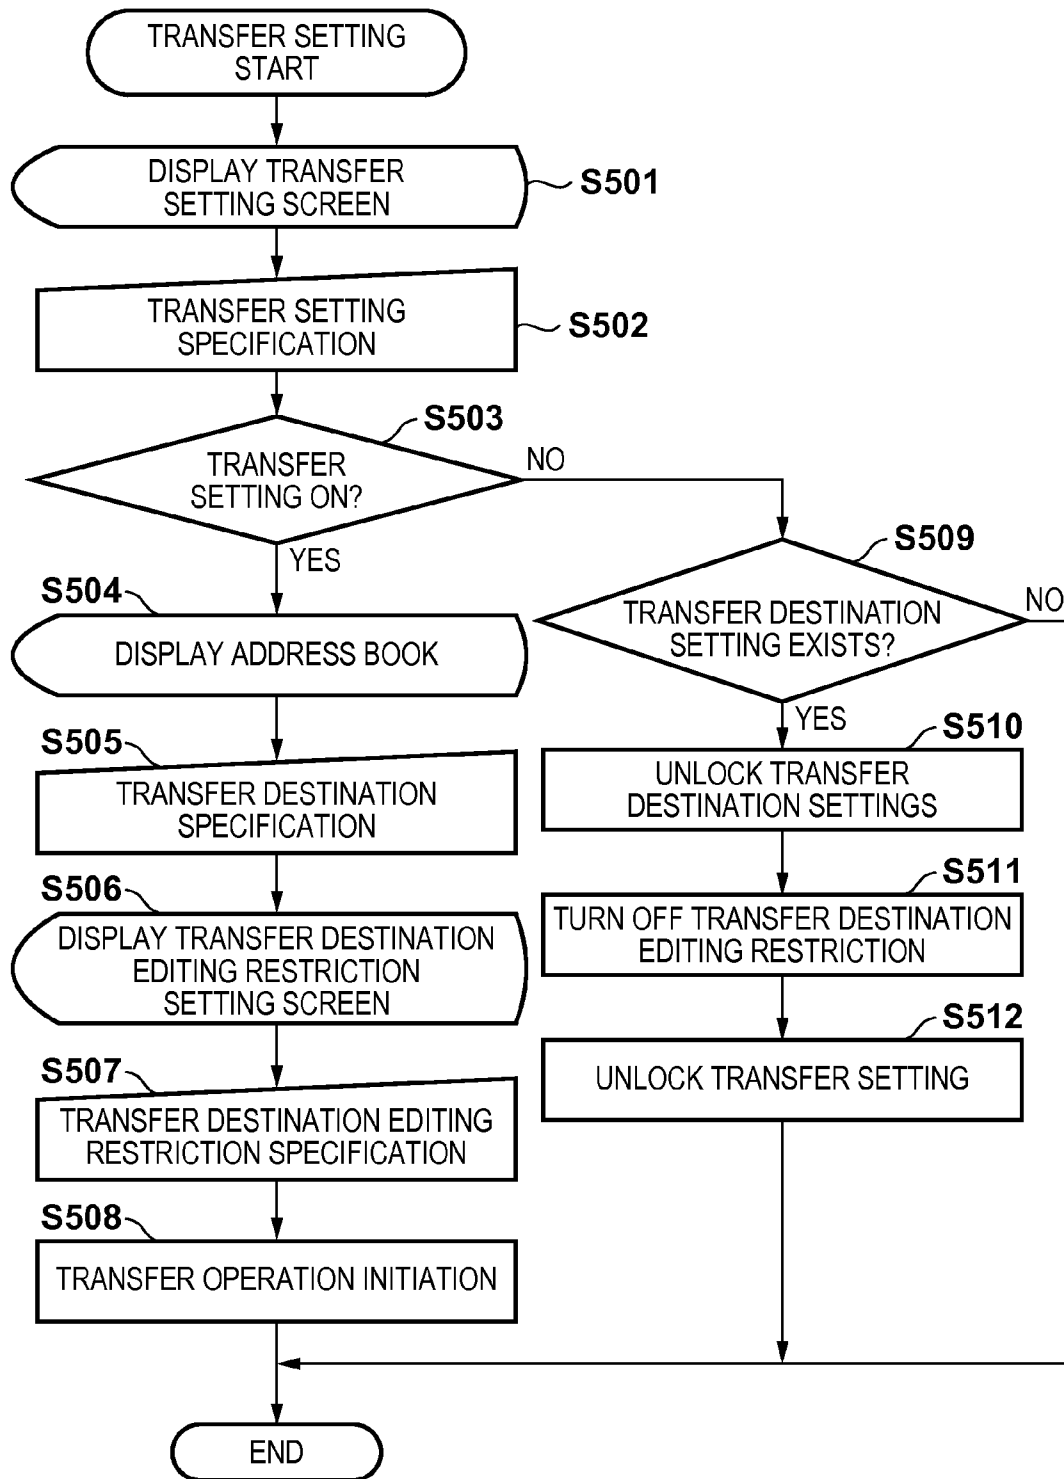 TRANSFER SETTING
START
DISPLAY TRANSFER
SETTING SCREEN
S501
TRANSFER SETTING
SPECIFICATION
S502
S503
TRANSFER
SETTING ON?
NO
YES
S504
DISPLAY ADDRESS BOOK
S505
TRANSFER DESTINATION
SPECIFICATION
S506
DISPLAY TRANSFER DESTINATION
EDITING RESTRICTION
SETTING SCREEN
S507
TRANSFER DESTINATION EDITING
RESTRICTION SPECIFICATION
S508
TRANSFER OPERATION INITIATION
S509
TRANSFER DESTINATION
SETTING EXISTS?
NO
YES
S510
UNLOCK TRANSFER
DESTINATION SETTINGS
S511
TURN OFF TRANSFER DESTINATION
EDITING RESTRICTION
S512
UNLOCK TRANSFER SETTING
END